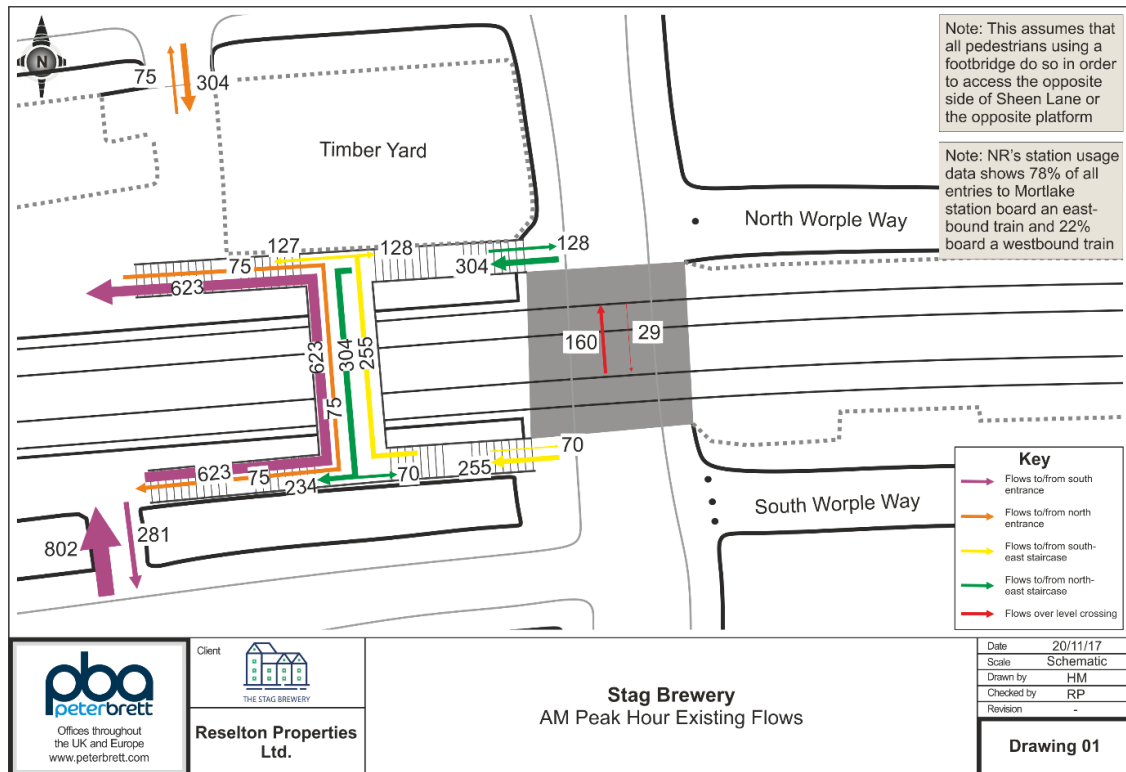 N
75
304
Timber Yard
127
128
128
304
75
623
623
304
255
75
160
29
623
75
234
70
70
255
802
281
North Worple Way
South Worple Way
Note: This assumes that
all pedestrians using a
footbridge do so in order
to access the opposite
side of Sheen Lane or
the opposite platform
Note: NR's station usage
data shows 78% of all
entries to Mortlake
station board an east-
bound train and 22%
board a westbound train
Key
Flows to/from south
entrance
Flows to/from north
entrance
Flows to/from south-
east staircase
Flows to/from north-
east staircase
Flows over level crossing
pba
peterbrett
Offices throughout
the UK and Europe
www.peterbrett.com
Client
THE STAG BREWERY
Reselton Properties
Ltd.
Stag Brewery
AM Peak Hour Existing Flows
Date 20/11/17
Scale Schematic
Drawn by HM
Checked by RP
Revision -
Drawing 01